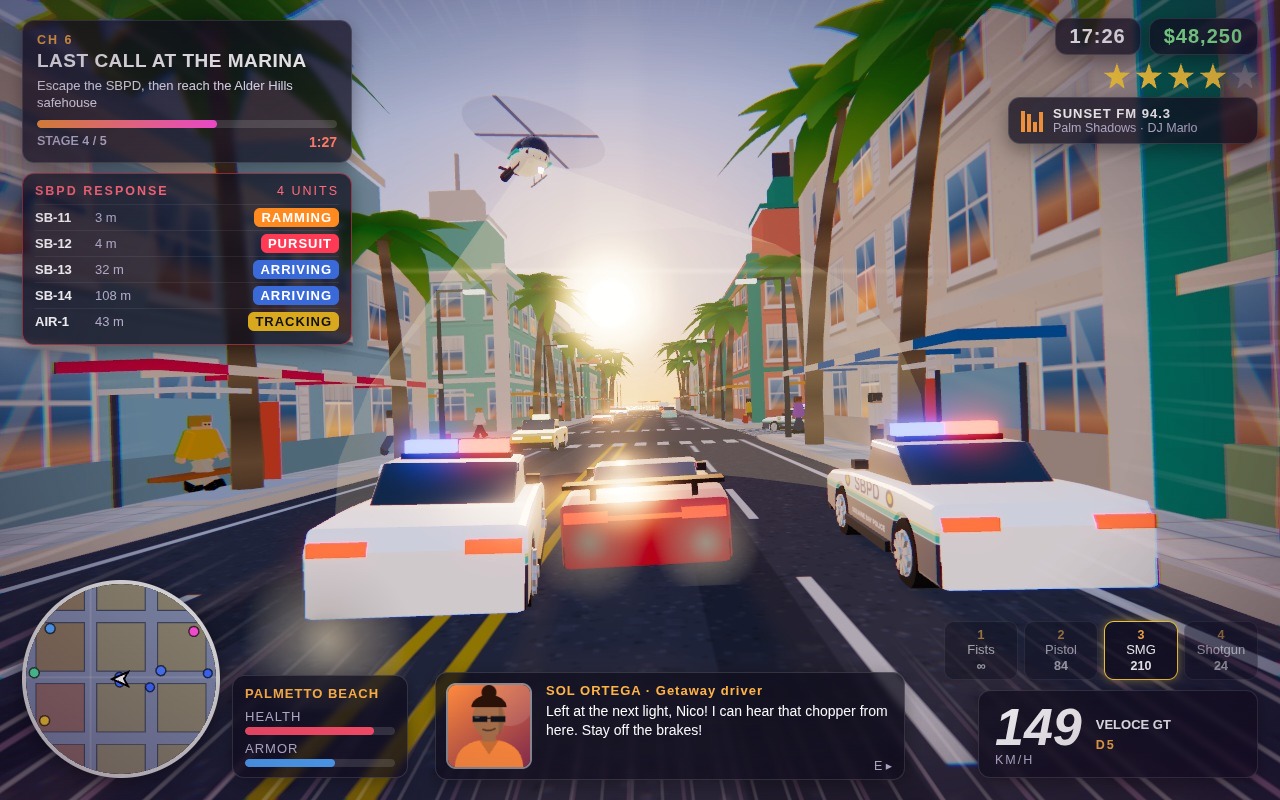 CH 6
LAST CALL AT THE MARINA
Escape the SBPD, then reach the Alder Hills
safehouse
STAGE 4 / 5
1:27
SBPD RESPONSE
4 UNITS
SB-11 3 m RAMMING
SB-12 4 m PURSUIT
SB-13 32 m ARRIVING
SB-14 108 m ARRIVING
AIR-1 43 m TRACKING
17:26
$48,250
SUNSET FM 94.3
Palm Shadows · DJ Marlo
SBPD
PALMETTO BEACH
HEALTH
ARMOR
SOL ORTEGA · Getaway driver
Left at the next light, Nico! I can hear that chopper from
here. Stay off the brakes!
E ▸
1
Fists
∞
2
Pistol
84
3
SMG
210
4
Shotgun
24
149
KM/H
VELOCE GT
D5